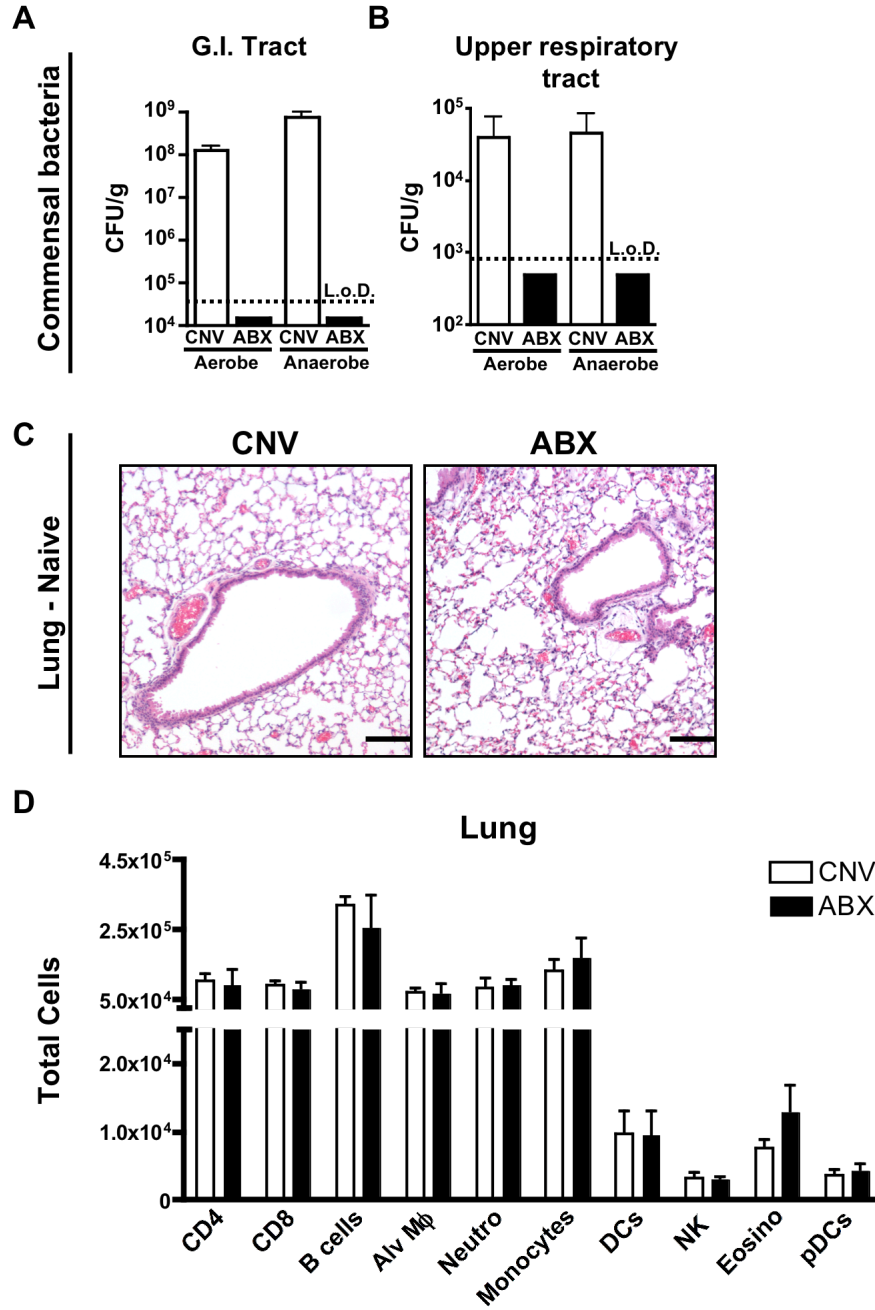 A
G.I. Tract
Commensal bacteria
CFU/g
10⁹
10⁸
10⁷
10⁶
10⁵
10⁴
L.o.D.
CNV ABX CNV ABX
Aerobe Anaerobe
B
Upper respiratory
tract
CFU/g
10⁵
10⁴
10³
10²
L.o.D.
CNV ABX CNV ABX
Aerobe Anaerobe
C
Lung - Naive
CNV ABX
D
Lung
CNV
ABX
Total Cells
4.5x10⁵
2.5x10⁵
5.0x10⁴
2.0x10⁴
1.0x10⁴
0
CD4 CD8 B cells Alv Mϕ Neutro Monocytes DCs NK Eosino pDCs